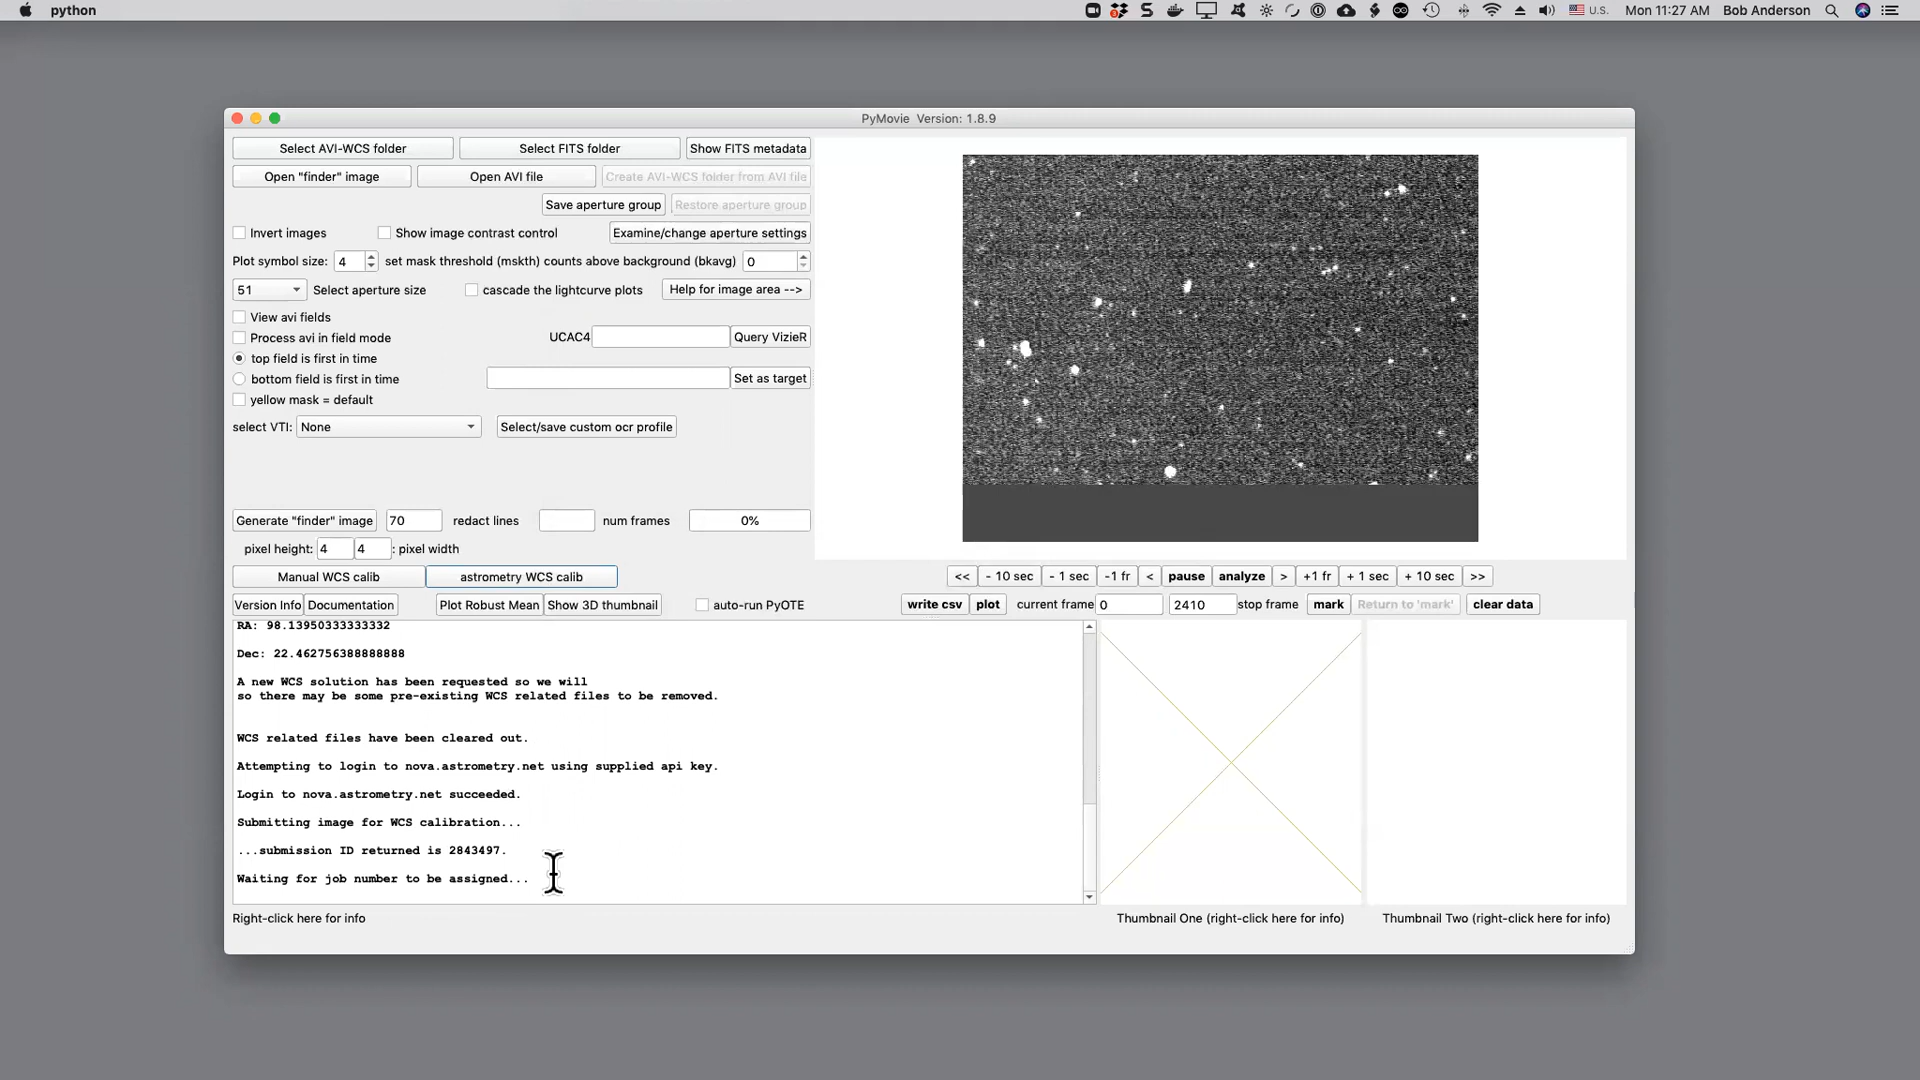 python
U.S.
Mon 11:27 AM
Bob Anderson
PyMovie Version: 1.8.9
Select AVI-WCS folder
Select FITS folder
Show FITS metadata
Open "finder" image
Open AVI file
Create AVI-WCS folder from AVI file
Save aperture group
Restore aperture group
Invert images
Show image contrast control
Examine/change aperture settings
Plot symbol size: 4
set mask threshold (mskth) counts above background (bkavg) 0
51 Select aperture size
cascade the lightcurve plots
Help for image area -->
View avi fields
Process avi in field mode
UCAC4
Query VizieR
top field is first in time
bottom field is first in time
Set as target
yellow mask = default
select VTI: None
Select/save custom ocr profile
Generate "finder" image
70 redact lines
num frames
0%
pixel height: 4 4 : pixel width
Manual WCS calib
astrometry WCS calib
<< - 10 sec - 1 sec -1 fr < pause analyze > +1 fr + 1 sec + 10 sec >>
Version Info Documentation
Plot Robust Mean Show 3D thumbnail
auto-run PyOTE
write csv plot current frame 0 2410 stop frame mark Return to 'mark' clear data
RA: 98.13950333333332
Dec: 22.462756388888888
A new WCS solution has been requested so we will
so there may be some pre-existing WCS related files to be removed.
WCS related files have been cleared out.
Attempting to login to nova.astrometry.net using supplied api key.
Login to nova.astrometry.net succeeded.
Submitting image for WCS calibration...
...submission ID returned is 2843497.
Waiting for job number to be assigned...
Right-click here for info
Thumbnail One (right-click here for info)
Thumbnail Two (right-click here for info)